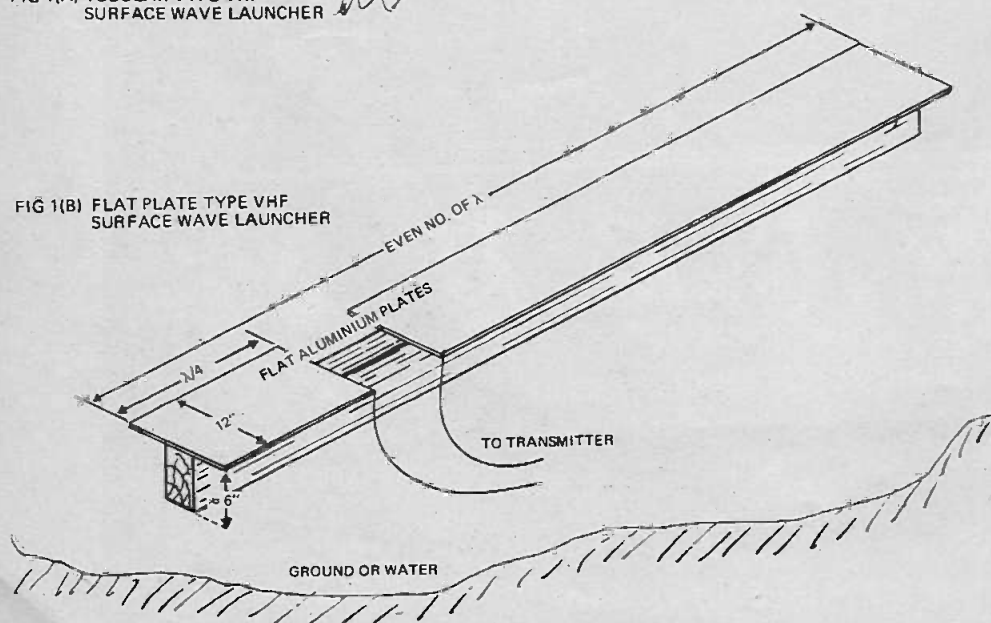 SURFACE WAVE LAUNCHER
FIG 1(B) FLAT PLATE TYPE VHF
SURFACE WAVE LAUNCHER
EVEN NO. OF λ
FLAT ALUMINIUM PLATES
λ/4
12"
TO TRANSMITTER
≈ 6"
GROUND OR WATER